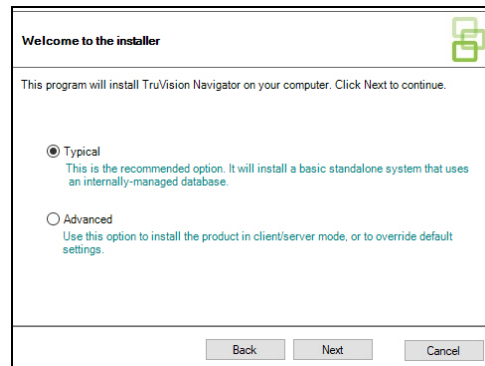 Welcome to the installer
This program will install TruVision Navigator on your computer. Click Next to continue.
Typical
This is the recommended option. It will install a basic standalone system that uses
an internally-managed database.
Advanced
Use this option to install the product in client/server mode, or to override default
settings.
Back Next Cancel